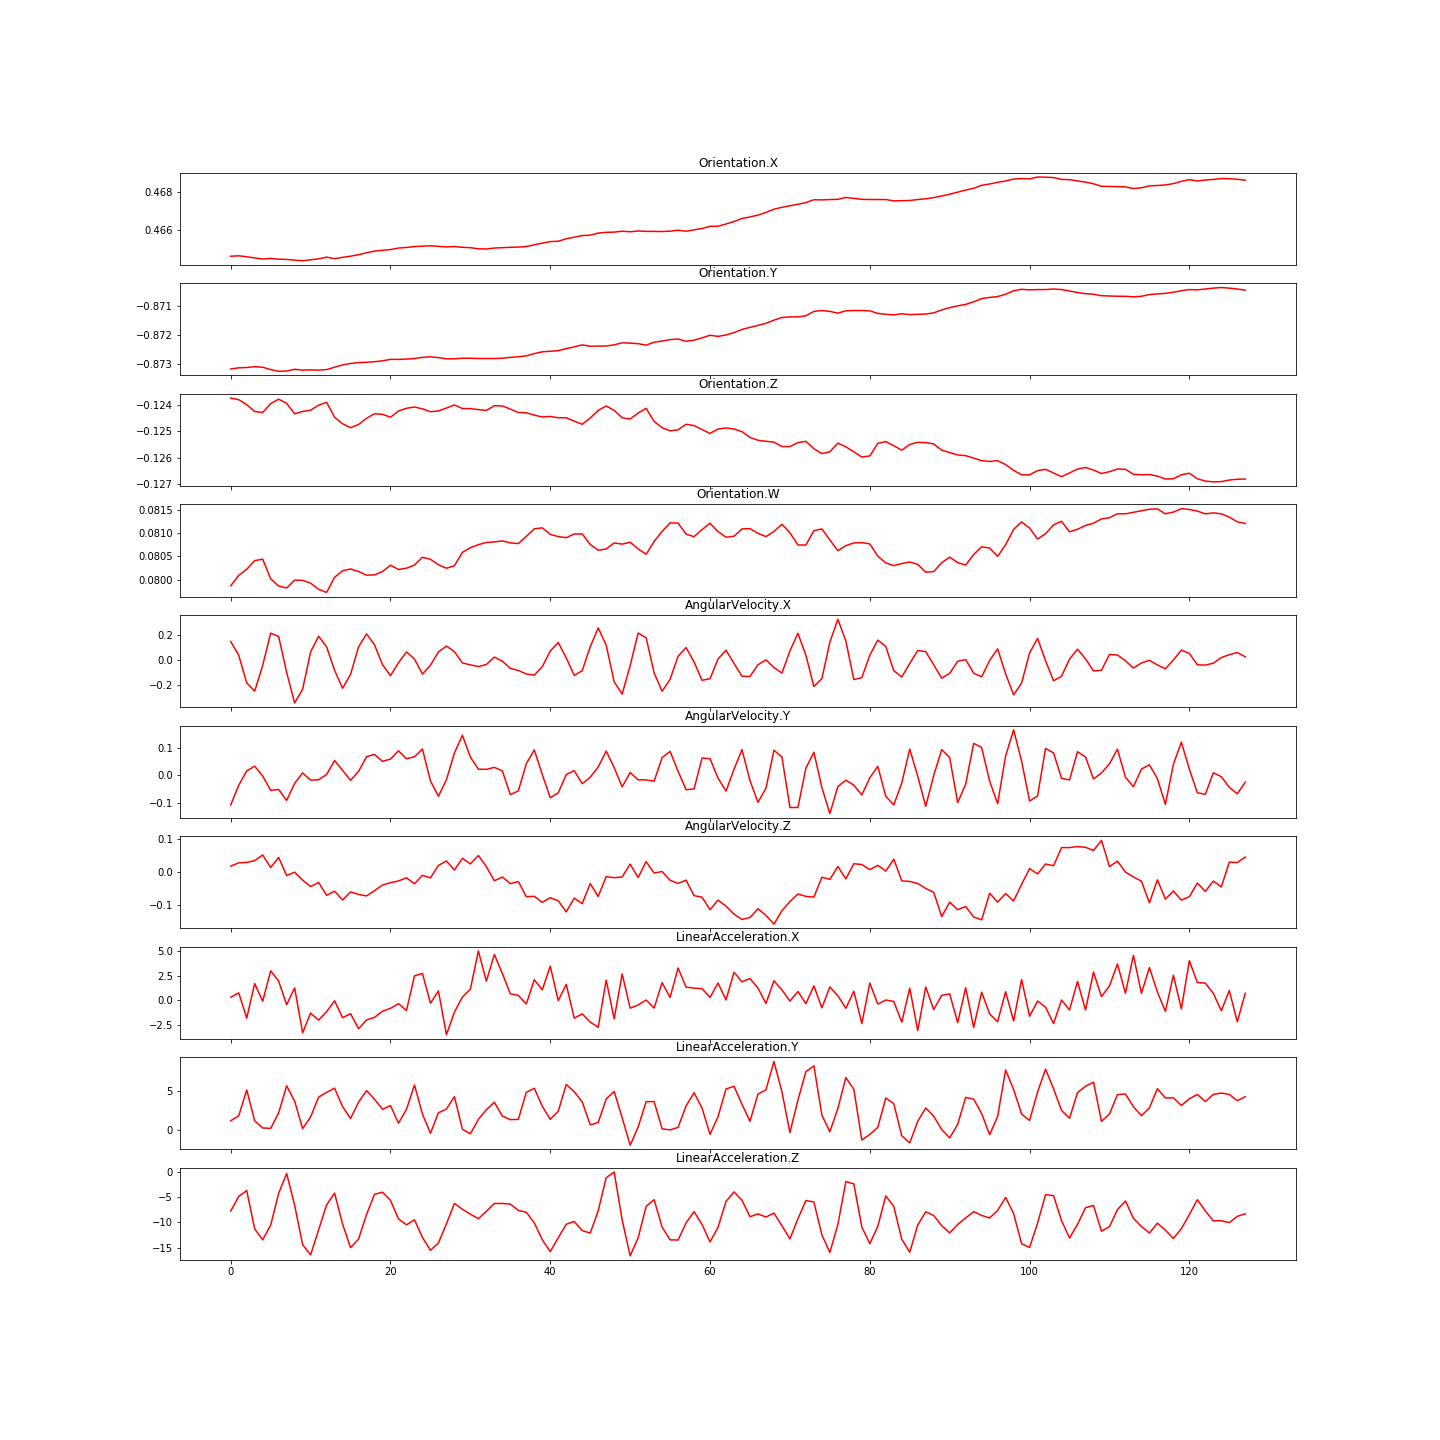 Orientation.X
0.468
0.466
Orientation.Y
−0.871
−0.872
−0.873
Orientation.Z
−0.124
−0.125
−0.126
−0.127
Orientation.W
0.0815
0.0810
0.0805
0.0800
AngularVelocity.X
0.2
0.0
−0.2
AngularVelocity.Y
0.1
0.0
−0.1
AngularVelocity.Z
0.1
0.0
−0.1
LinearAcceleration.X
5.0
2.5
0.0
−2.5
LinearAcceleration.Y
5
0
LinearAcceleration.Z
0
−5
−10
−15
0 20 40 60 80 100 120